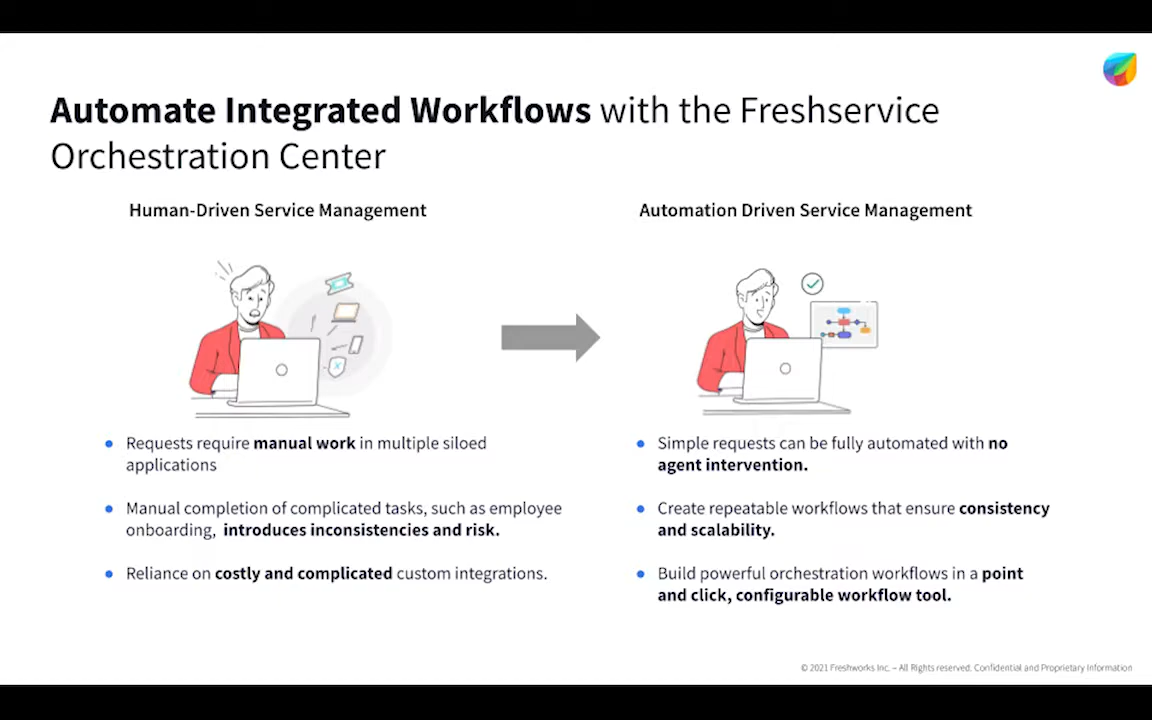 Automate Integrated Workflows with the Freshservice
Orchestration Center
Human-Driven Service Management
Requests require manual work in multiple siloed
applications
Manual completion of complicated tasks, such as employee
onboarding, introduces inconsistencies and risk.
Reliance on costly and complicated custom integrations.
Automation Driven Service Management
Simple requests can be fully automated with no
agent intervention.
Create repeatable workflows that ensure consistency
and scalability.
Build powerful orchestration workflows in a point
and click, configurable workflow tool.
© 2021 Freshworks Inc. – All Rights reserved. Confidential and Proprietary Information